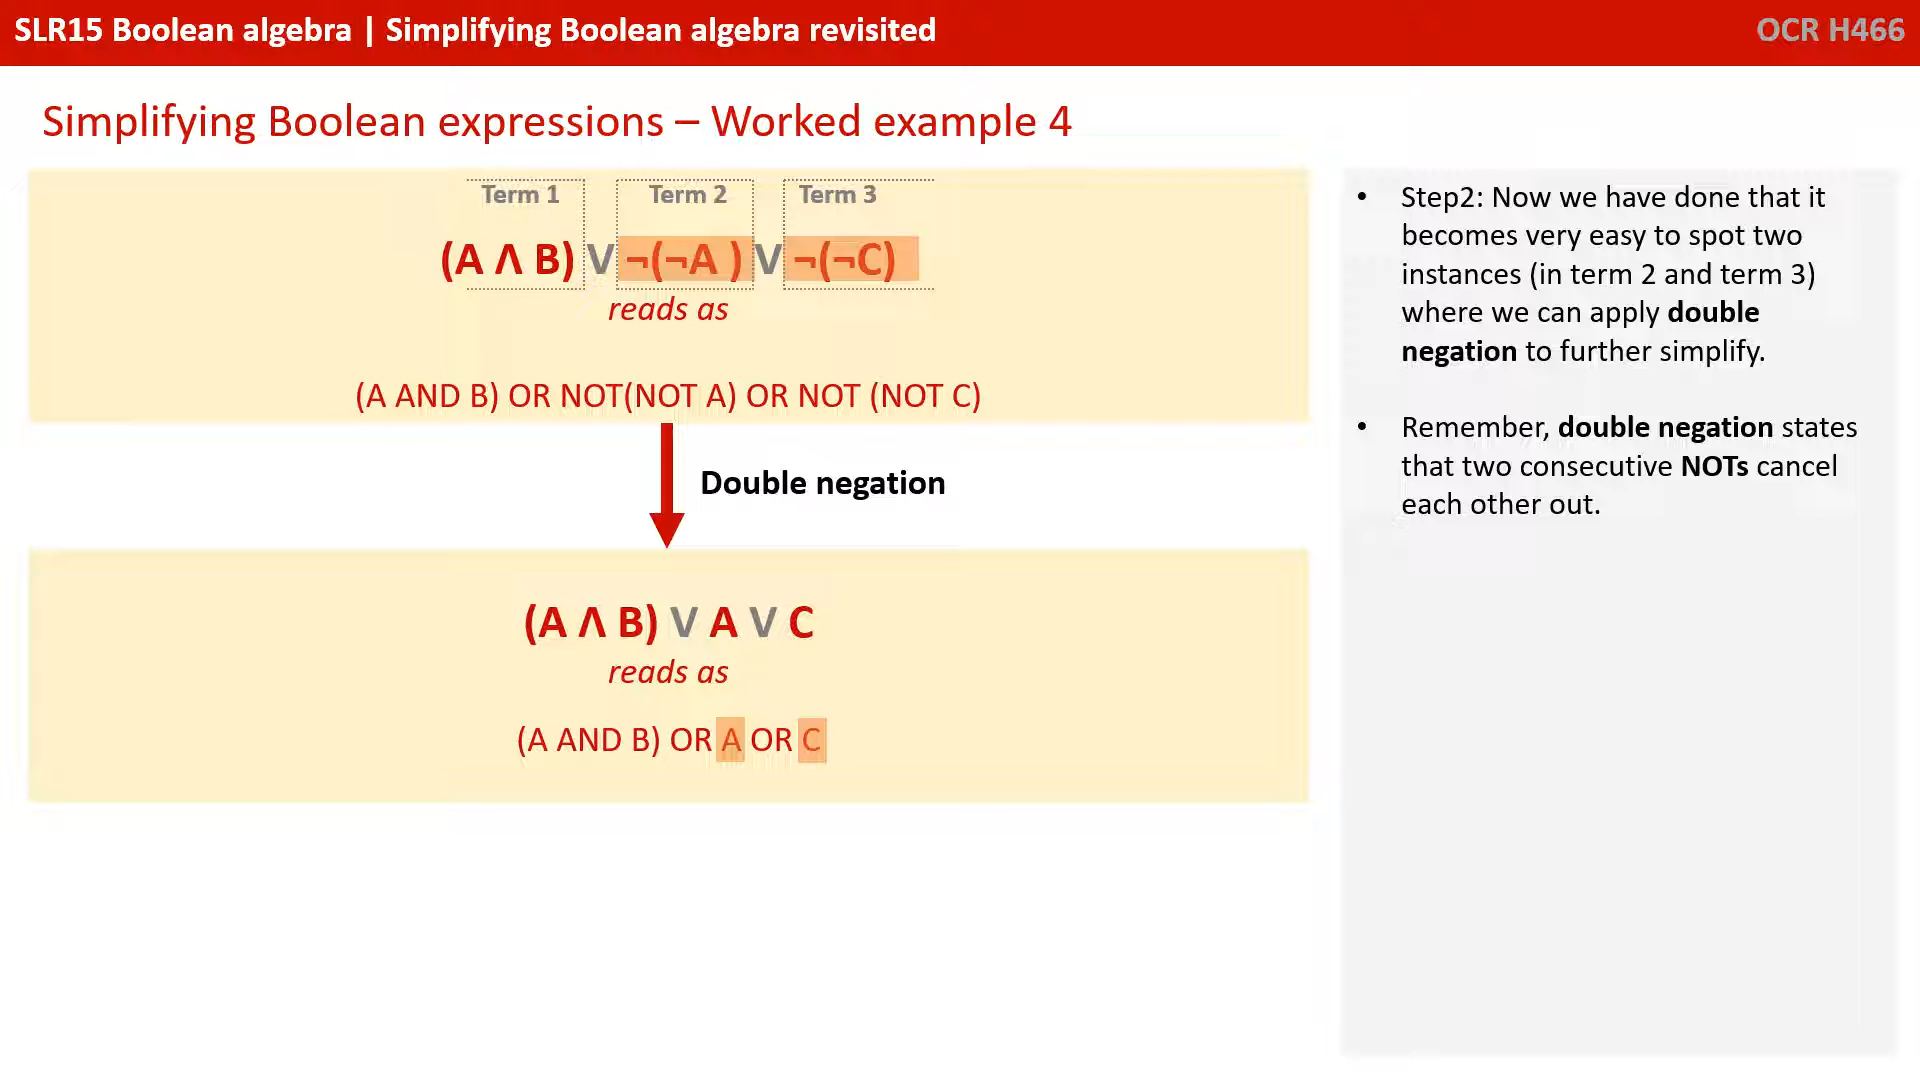 SLR15 Boolean algebra | Simplifying Boolean algebra revisited
OCR H466
Simplifying Boolean expressions – Worked example 4
Term 1 Term 2 Term 3
(A Λ B) V ¬(¬A ) V ¬(¬C)
reads as
(A AND B) OR NOT(NOT A) OR NOT (NOT C)
Double negation
(A Λ B) V A V C
reads as
(A AND B) OR A OR C
• Step2: Now we have done that it
becomes very easy to spot two
instances (in term 2 and term 3)
where we can apply double
negation to further simplify.
• Remember, double negation states
that two consecutive NOTs cancel
each other out.